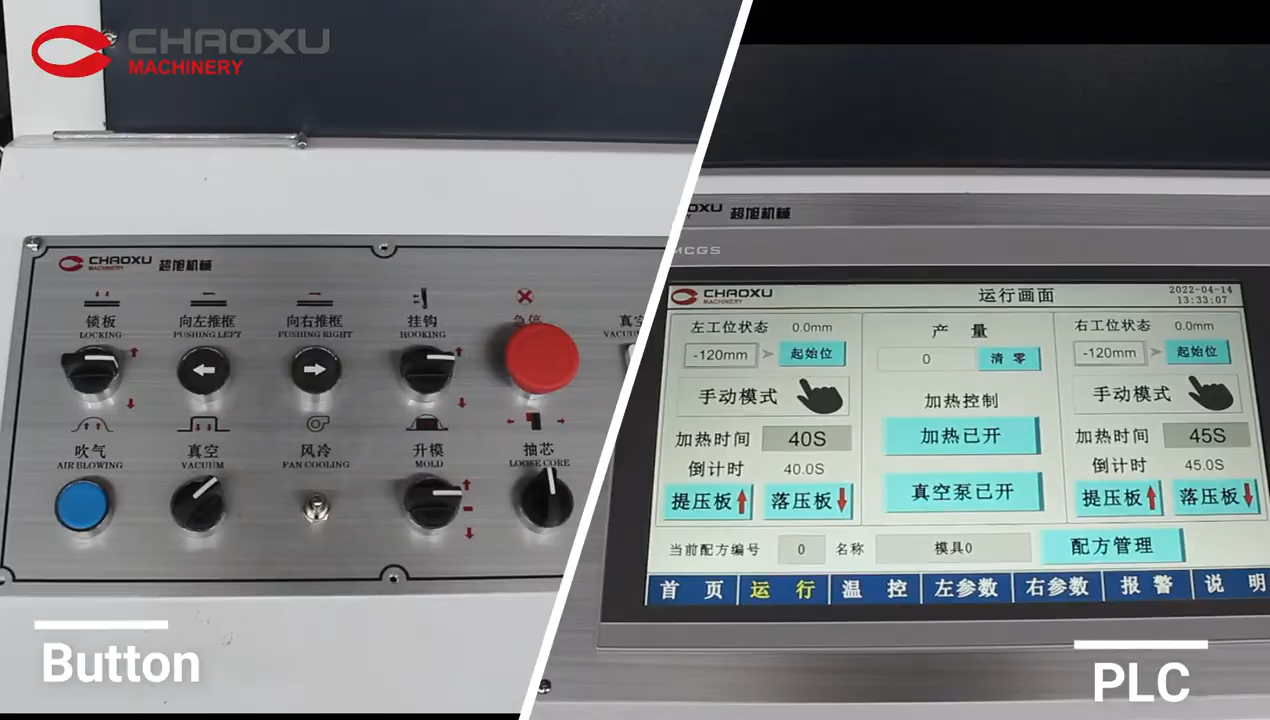 CHAOXU
MACHINERY
CHAOXU
MACHINERY
超旭机械
锁板
向左推框
向右推框
挂钩
急停
LOCKING
PUSHING LEFT
PUSHING RIGHT
HOOKING
吹气
真空
风冷
升模
抽芯
AIR BLOWING
VACUUM
FAN COOLING
MOLD
LOOSE CORE
Button
超旭机械
MCGS
CHAOXU
MACHINERY
运行画面
2022-04-14
13:33:07
左工位状态 0.0mm
产 量
右工位状态 0.0mm
-120mm
起始位
0
清 零
-120mm
起始位
手动模式
加热控制
手动模式
加热时间 40S
加热已开
加热时间 45S
倒计时 40.0S
倒计时 45.0S
提压板
落压板
真空泵已开
提压板
落压板
当前配方编号 0 名称 模具0 配方管理
首 页 运 行 温 控 左参数 右参数 报 警 说 明
PLC